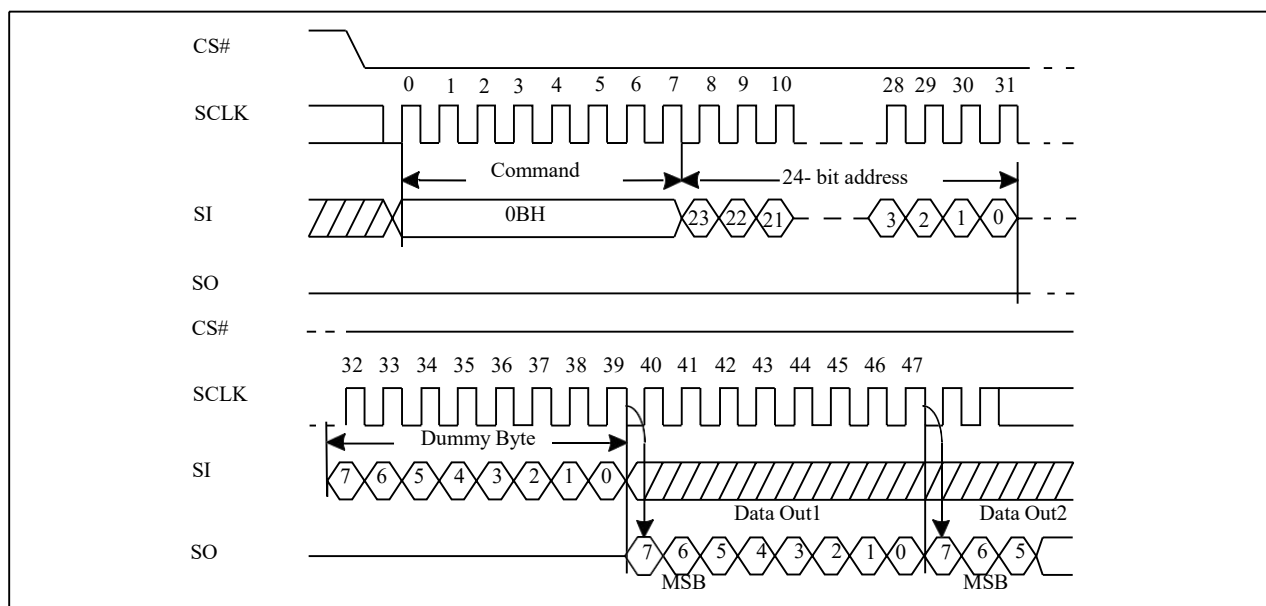 CS#
0 1 2 3 4 5 6 7 8 9 10 28 29 30 31
SCLK
Command 24- bit address
SI 0BH 23 22 21 3 2 1 0
SO
CS#
32 33 34 35 36 37 38 39 40 41 42 43 44 45 46 47
SCLK
Dummy Byte
SI 7 6 5 4 3 2 1 0
Data Out1 Data Out2
SO 7 6 5 4 3 2 1 0 7 6 5
MSB MSB